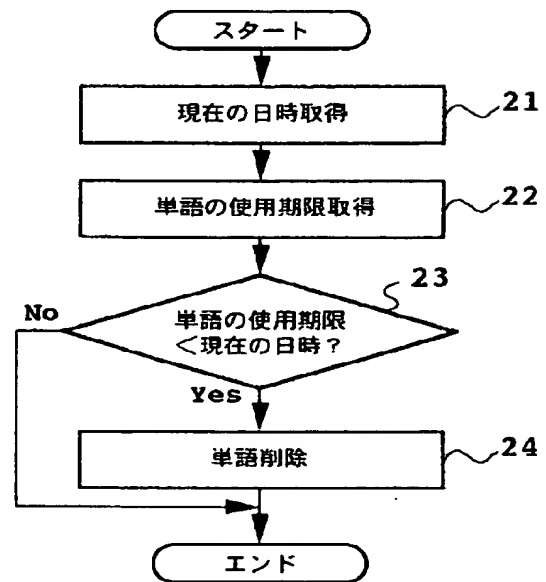 スタート
現在の日時取得
21
単語の使用期限取得
22
23
No
単語の使用期限
<現在の日時?
Yes
単語削除
24
エンド